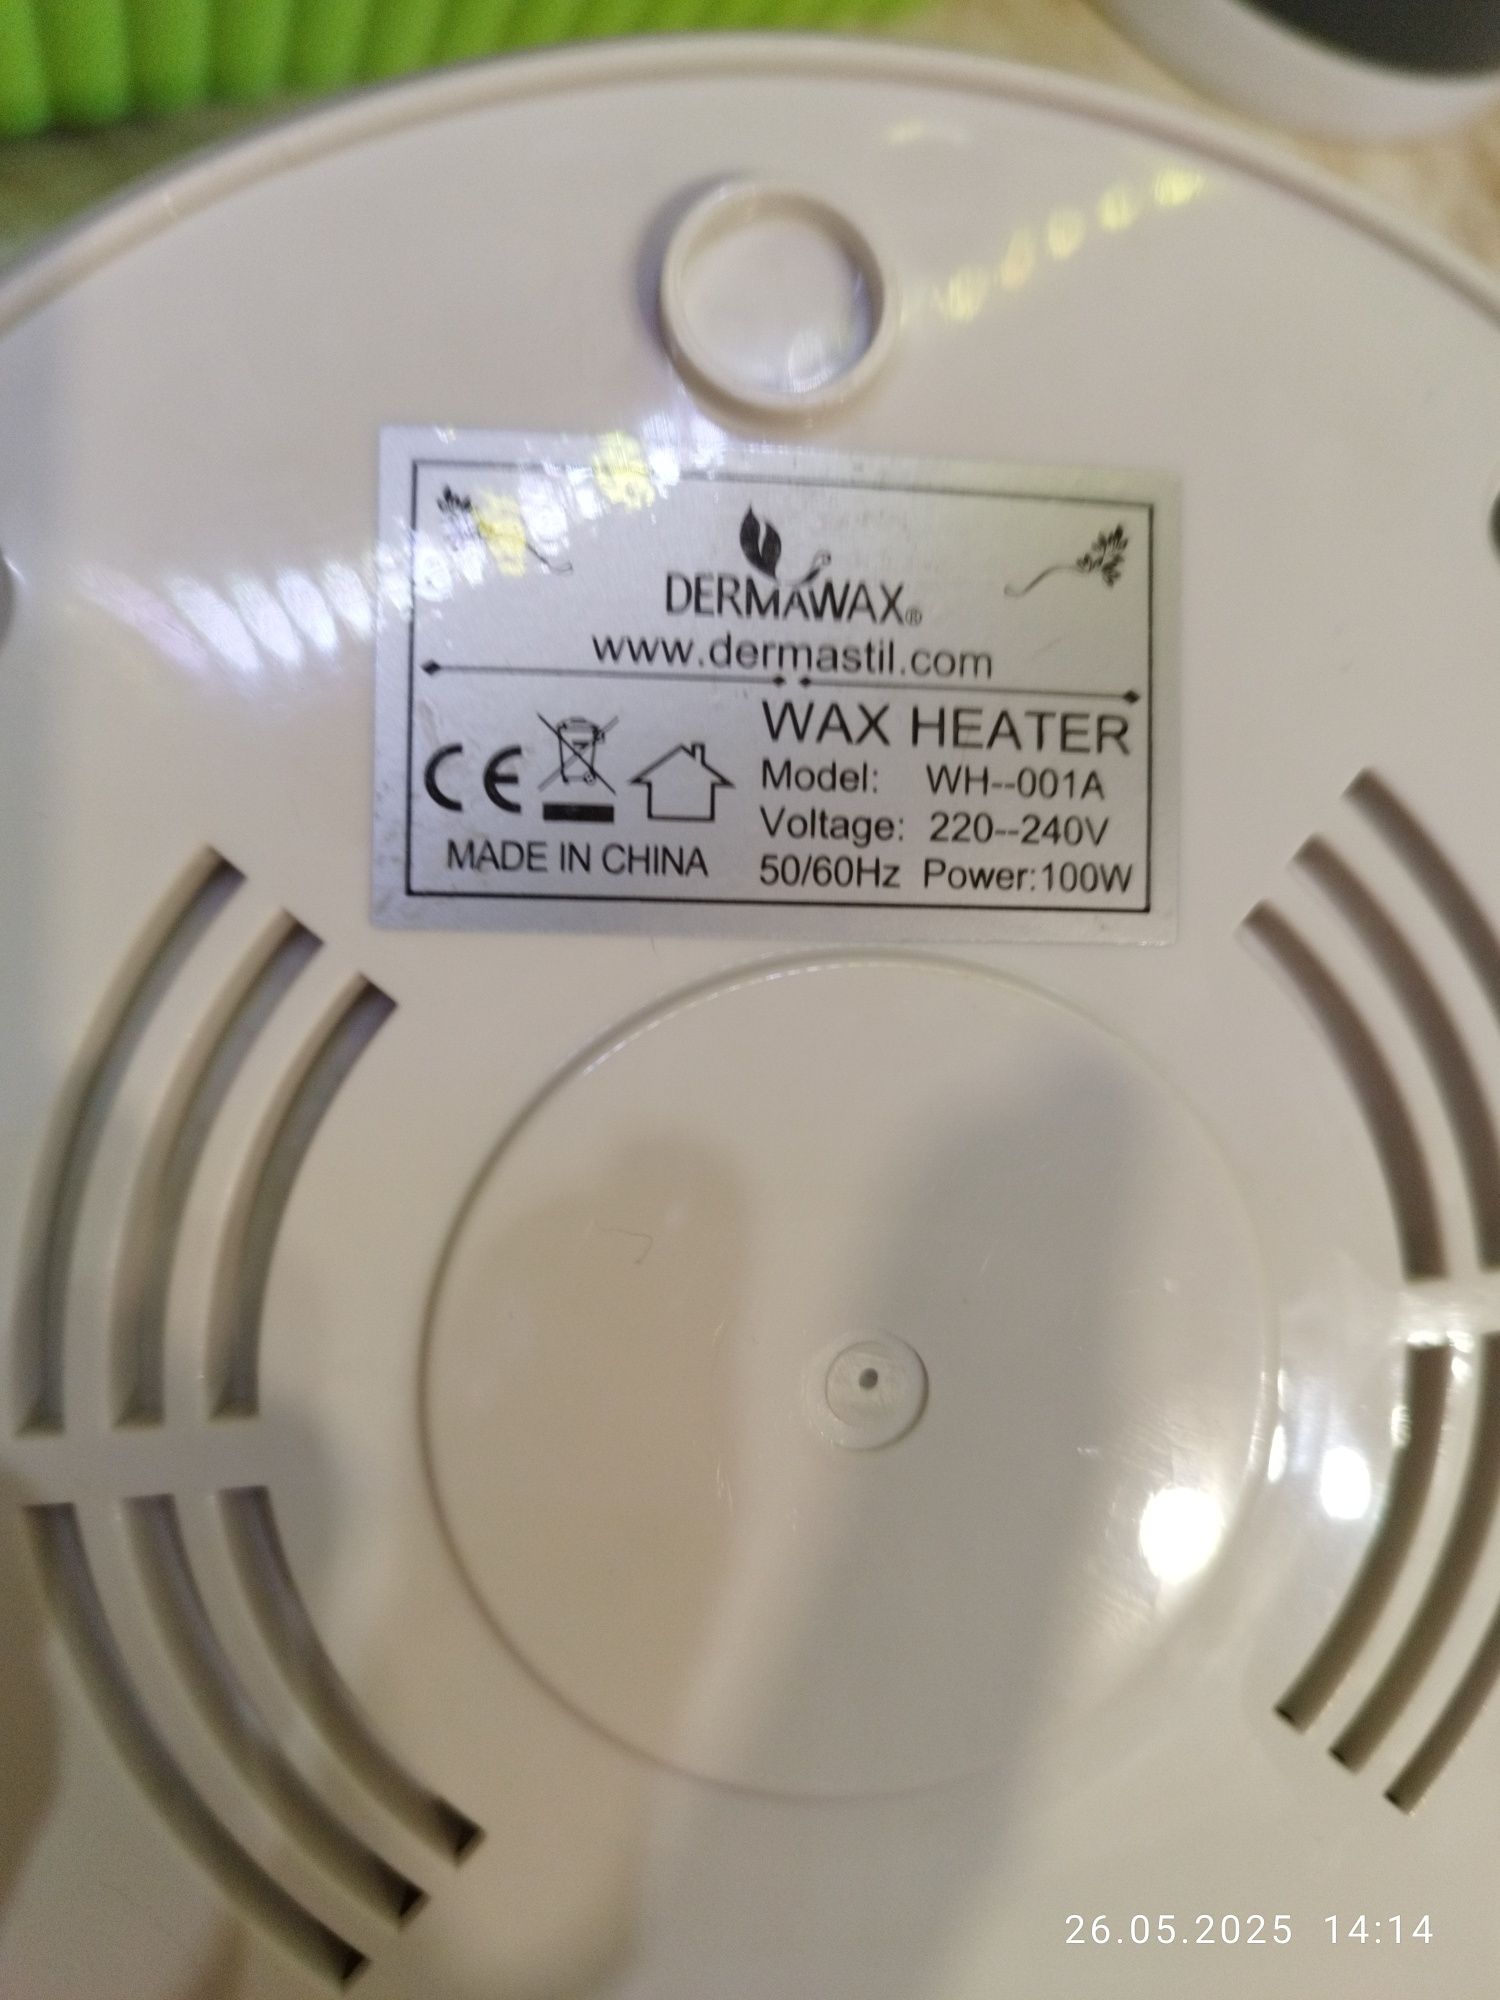 DERMAWAX®
www.dermastil.com
WAX HEATER
Model: WH--001A
Voltage: 220--240V
50/60Hz Power:100W
CE
MADE IN CHINA
26.05.2025 14:14